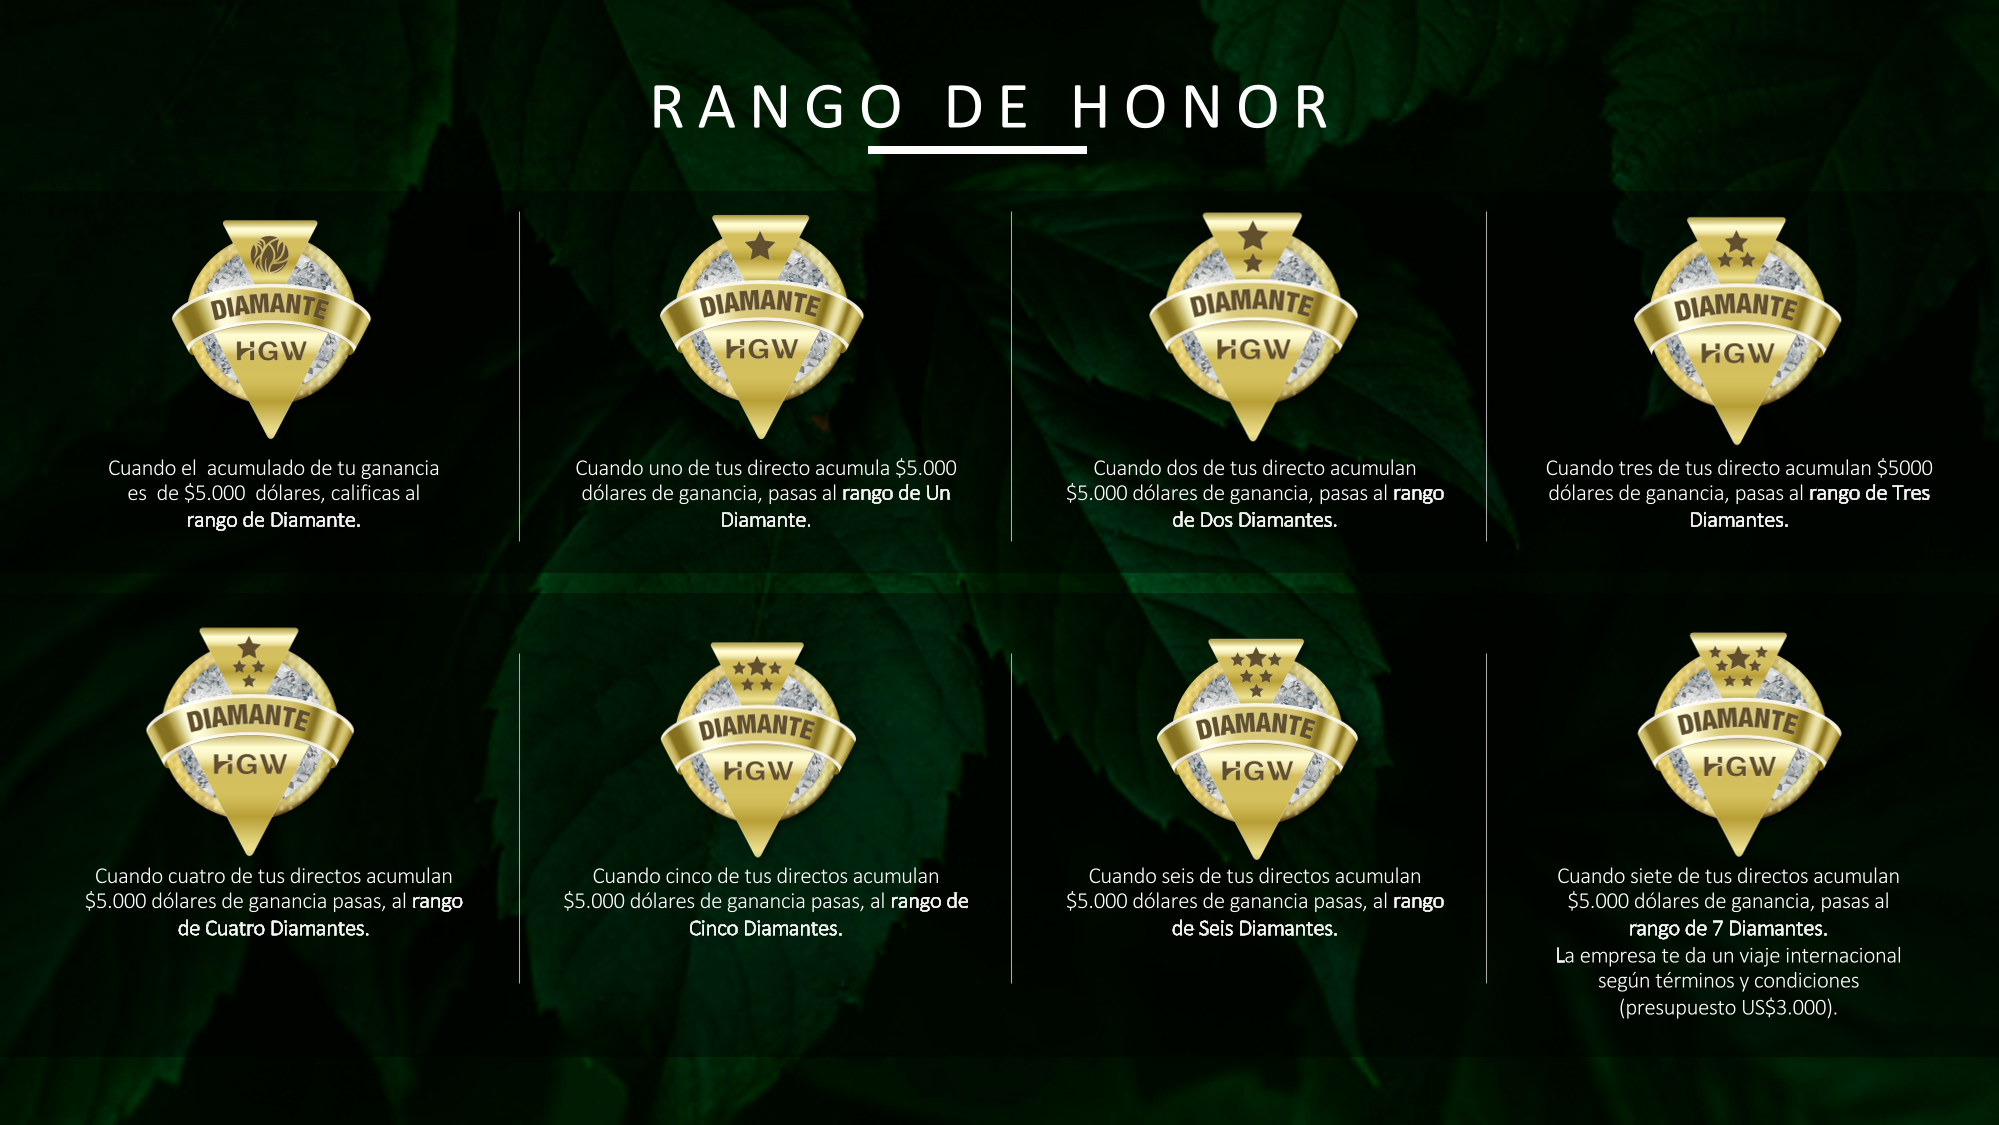 RANGO DE HONOR
DIAMANTE
HGW
Cuando el  acumulado de tu ganancia
es  de $5.000  dólares, calificas al
rango de Diamante.
DIAMANTE
HGW
Cuando uno de tus directo acumula $5.000
dólares de ganancia, pasas al rango de Un
Diamante.
DIAMANTE
HGW
Cuando dos de tus directo acumulan
$5.000 dólares de ganancia, pasas al rango
de Dos Diamantes.
DIAMANTE
HGW
Cuando tres de tus directo acumulan $5000
dólares de ganancia, pasas al rango de Tres
Diamantes.
DIAMANTE
HGW
Cuando cuatro de tus directos acumulan
$5.000 dólares de ganancia pasas, al rango
de Cuatro Diamantes.
DIAMANTE
HGW
Cuando cinco de tus directos acumulan
$5.000 dólares de ganancia pasas, al rango de
Cinco Diamantes.
DIAMANTE
HGW
Cuando seis de tus directos acumulan
$5.000 dólares de ganancia pasas, al rango
de Seis Diamantes.
DIAMANTE
HGW
Cuando siete de tus directos acumulan
$5.000 dólares de ganancia, pasas al
rango de 7 Diamantes.
La empresa te da un viaje internacional
según términos y condiciones
(presupuesto US$3.000).